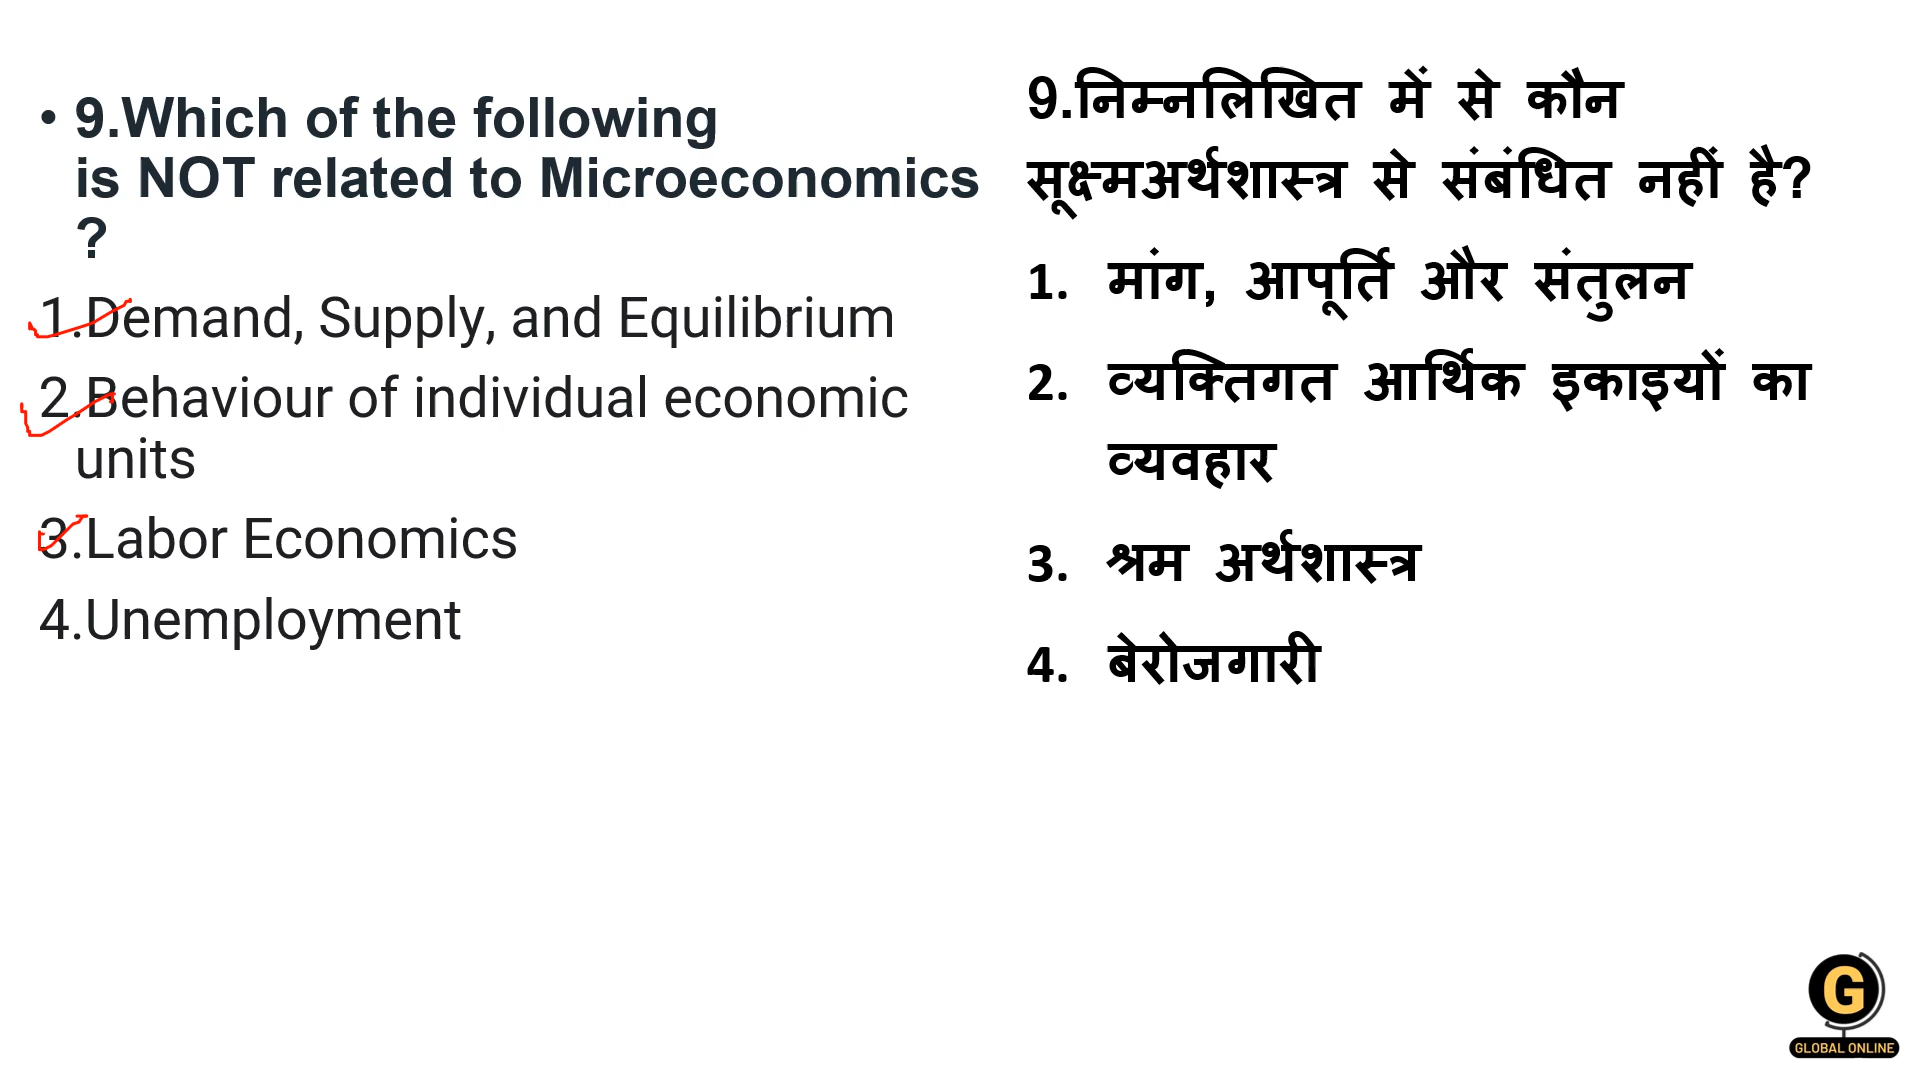 • 9.Which of the following
is NOT related to Microeconomics
?
1.Demand, Supply, and Equilibrium
2.Behaviour of individual economic
units
3.Labor Economics
4.Unemployment
9.निम्नलिखित में से कौन
सूक्ष्मअर्थशास्त्र से संबंधित नहीं है?
1. मांग, आपूर्ति और संतुलन
2. व्यक्तिगत आर्थिक इकाइयों का
व्यवहार
3. श्रम अर्थशास्त्र
4. बेरोजगारी
G
GLOBAL ONLINE